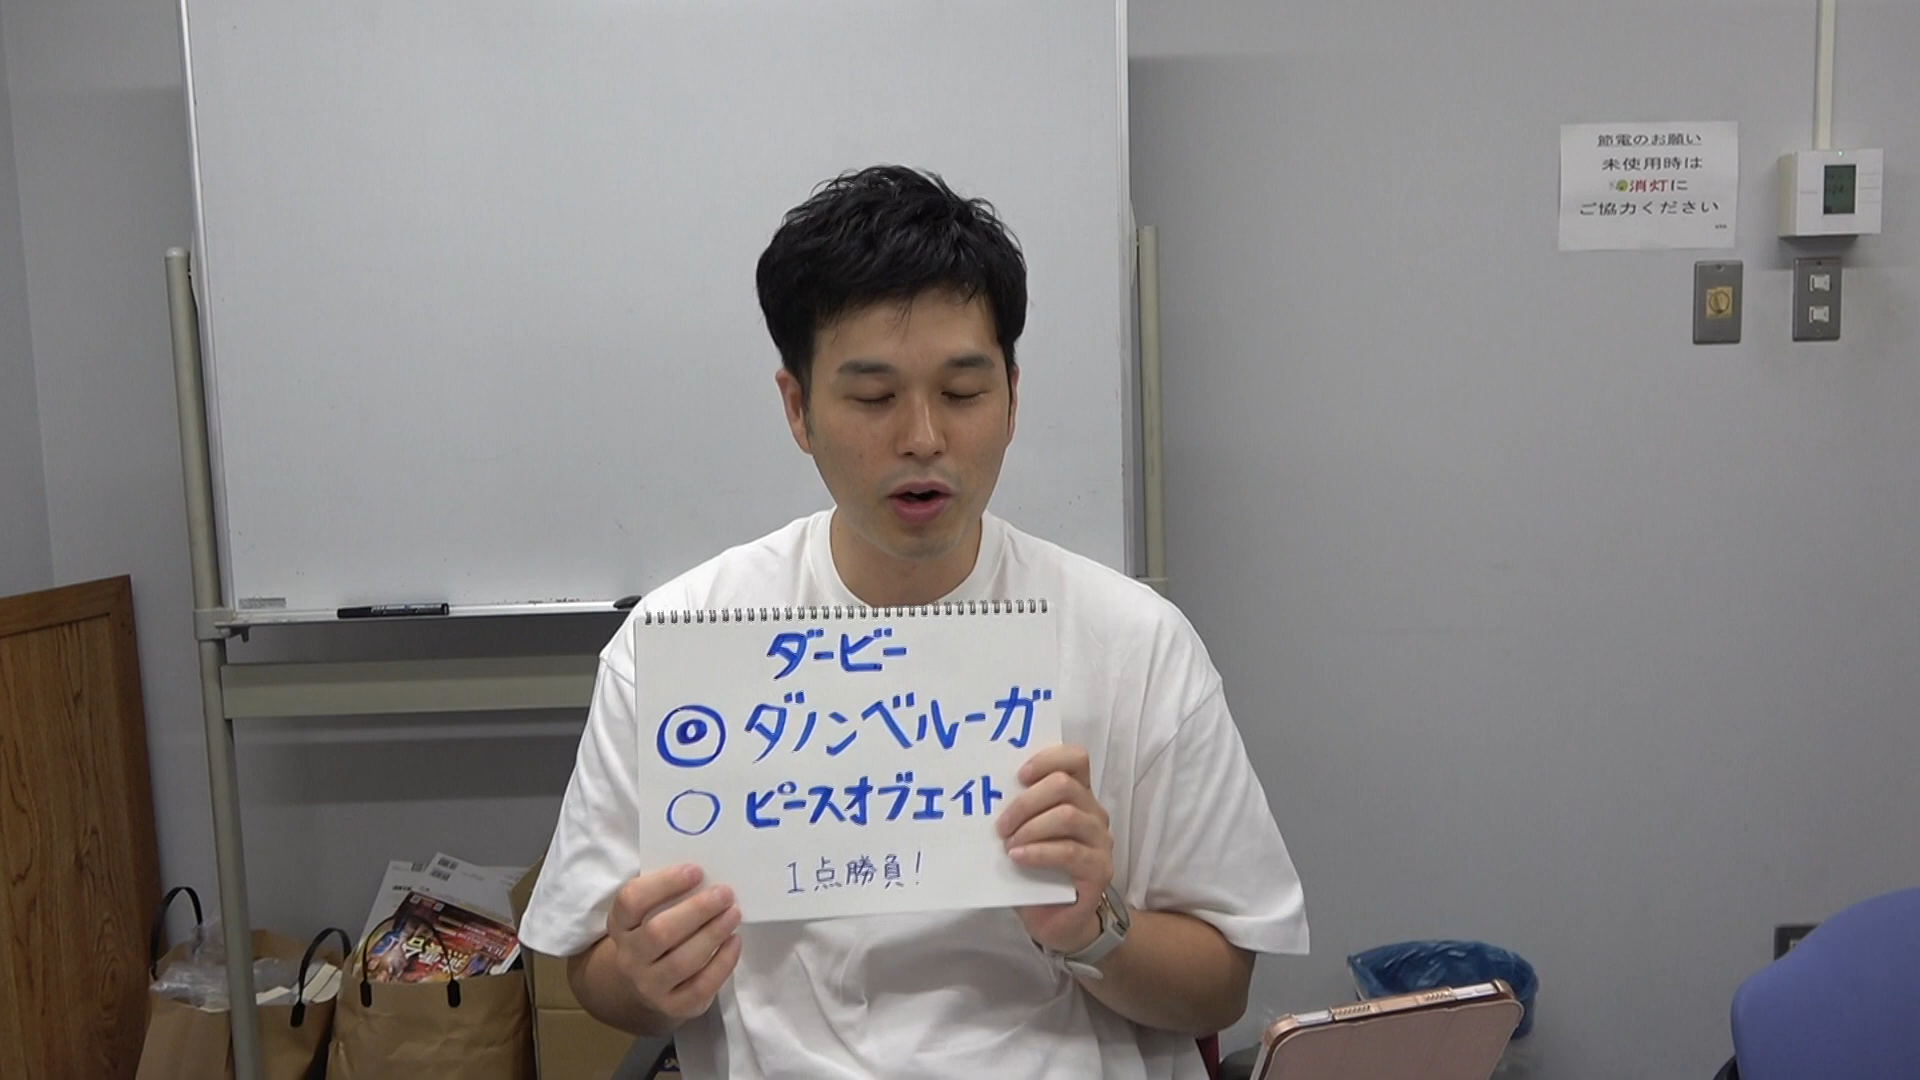 節電のお願い
未使用時は
消灯に
ご協力ください
ダービー
◎ ダノンベルーガ
○ ピースオブエイト
1点勝負!